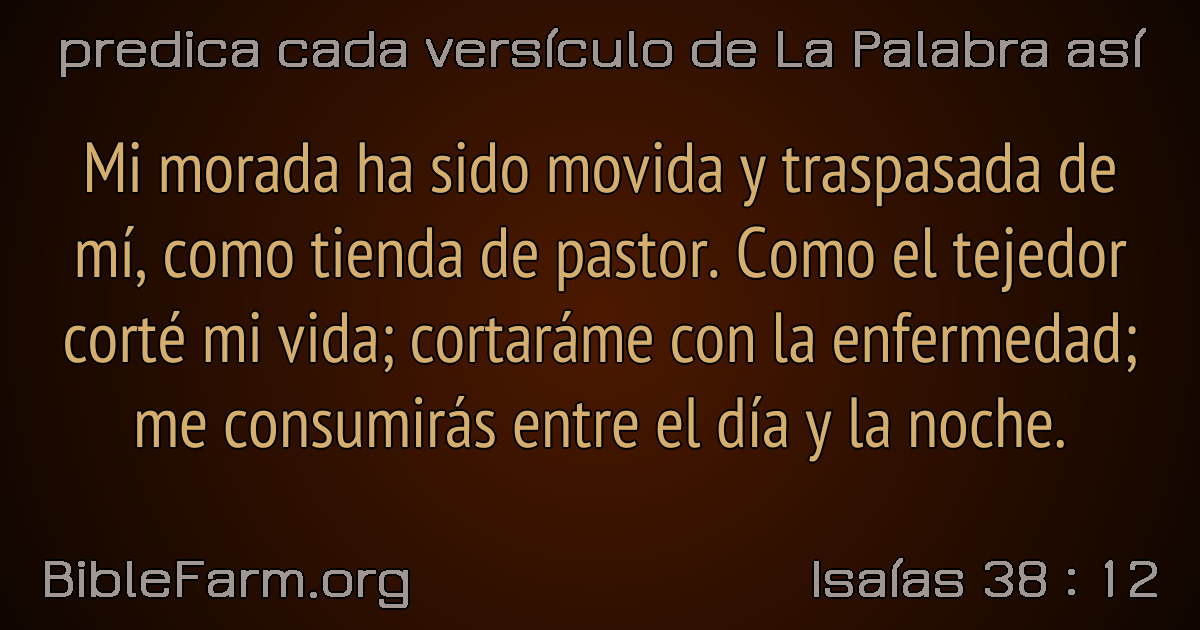 predica cada versículo de La Palabra así
Mi morada ha sido movida y traspasada de
mí, como tienda de pastor. Como el tejedor
corté mi vida; cortaráme con la enfermedad;
me consumirás entre el día y la noche.
BibleFarm.org
Isaías 38 : 12